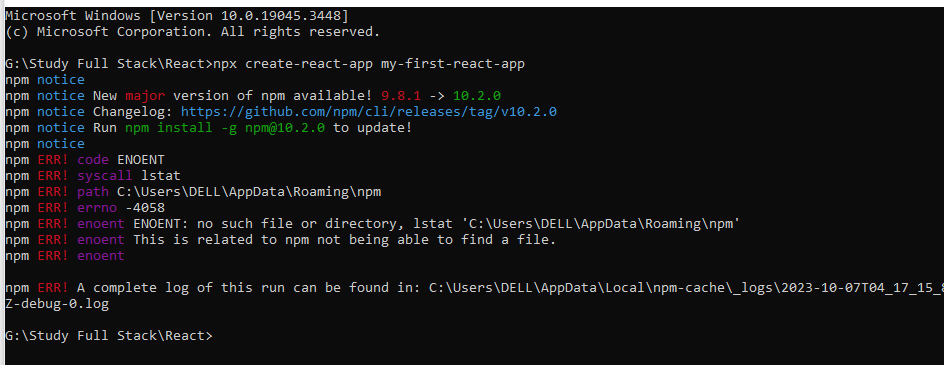 Microsoft Windows [Version 10.0.19045.3448]
(c) Microsoft Corporation. All rights reserved.
G:\Study Full Stack\React>npx create-react-app my-first-react-app
npm notice
npm notice New major version of npm available! 9.8.1 -> 10.2.0
npm notice Changelog: https://github.com/npm/cli/releases/tag/v10.2.0
npm notice Run npm install -g npm@10.2.0 to update!
npm notice
npm ERR! code ENOENT
npm ERR! syscall lstat
npm ERR! path C:\Users\DELL\AppData\Roaming\npm
npm ERR! errno -4058
npm ERR! enoent ENOENT: no such file or directory, lstat 'C:\Users\DELL\AppData\Roaming\npm'
npm ERR! enoent This is related to npm not being able to find a file.
npm ERR! enoent
npm ERR! A complete log of this run can be found in: C:\Users\DELL\AppData\Local\npm-cache\_logs\2023-10-07T04_17_15_
Z-debug-0.log
G:\Study Full Stack\React>